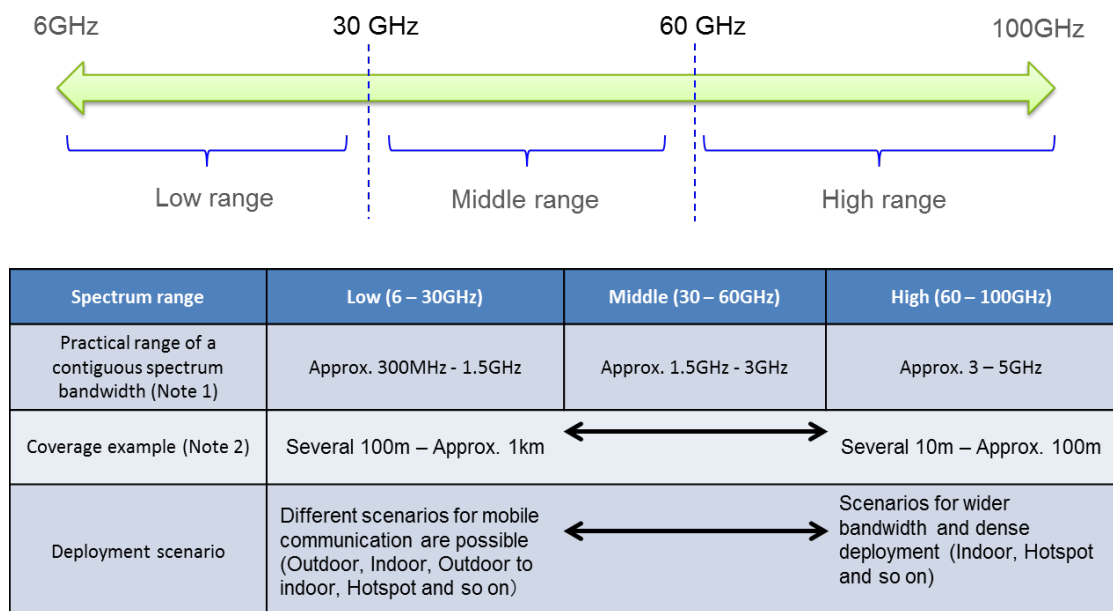 6GHz
30 GHz
60 GHz
100GHz
Low range
Middle range
High range
Spectrum range
Low (6 – 30GHz)
Middle (30 – 60GHz)
High (60 – 100GHz)
Practical range of a
contiguous spectrum
bandwidth (Note 1)
Approx. 300MHz - 1.5GHz
Approx. 1.5GHz - 3GHz
Approx. 3 – 5GHz
Coverage example (Note 2)
Several 100m – Approx. 1km
Several 10m – Approx. 100m
Deployment scenario
Different scenarios for mobile
communication are possible
(Outdoor, Indoor, Outdoor to
indoor, Hotspot and so on）
Scenarios for wider
bandwidth and dense
deployment (Indoor, Hotspot
and so on)